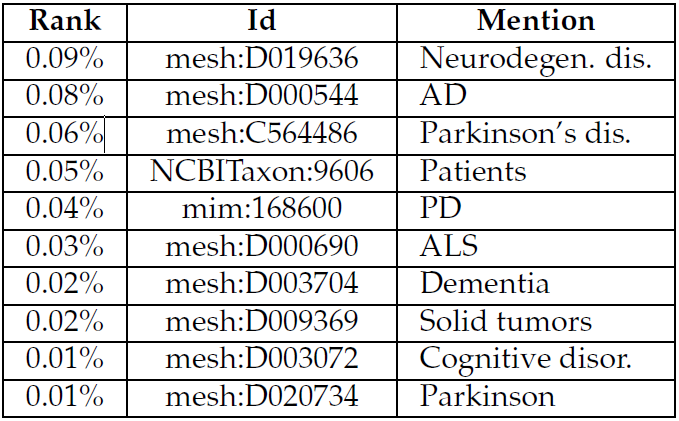 Rank Id Mention
0.09% mesh:D019636 Neurodegen. dis.
0.08% mesh:D000544 AD
0.06% mesh:C564486 Parkinson’s dis.
0.05% NCBITaxon:9606 Patients
0.04% mim:168600 PD
0.03% mesh:D000690 ALS
0.02% mesh:D003704 Dementia
0.02% mesh:D009369 Solid tumors
0.01% mesh:D003072 Cognitive disor.
0.01% mesh:D020734 Parkinson